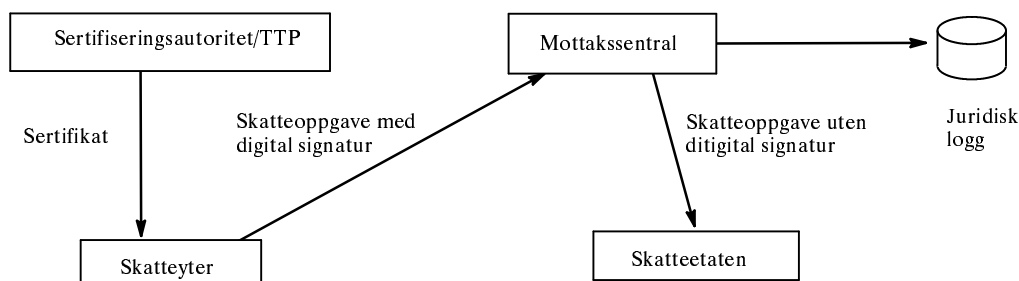 Sertifiseringsautoritet/TTP
Mottakssentral
Sertifikat
Skatteoppgave med
digital signatur
Skatteoppgave uten
ditigital signatur
Juridisk
logg
Skatteyter
Skatteetaten